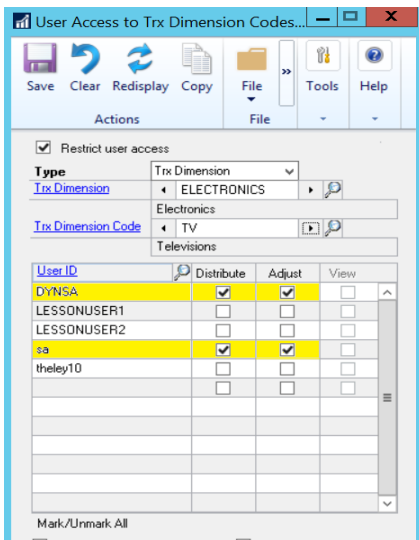 User Access to Trx Dimension Codes...
Save Clear Redisplay Copy File » Tools Help
Actions File
Restrict user access
Type Trx Dimension
Trx Dimension ELECTRONICS
Electronics
Trx Dimension Code TV
Televisions
User ID Distribute Adjust View
DYNSA
LESSONUSER1
LESSONUSER2
sa
theley10
Mark/Unmark All